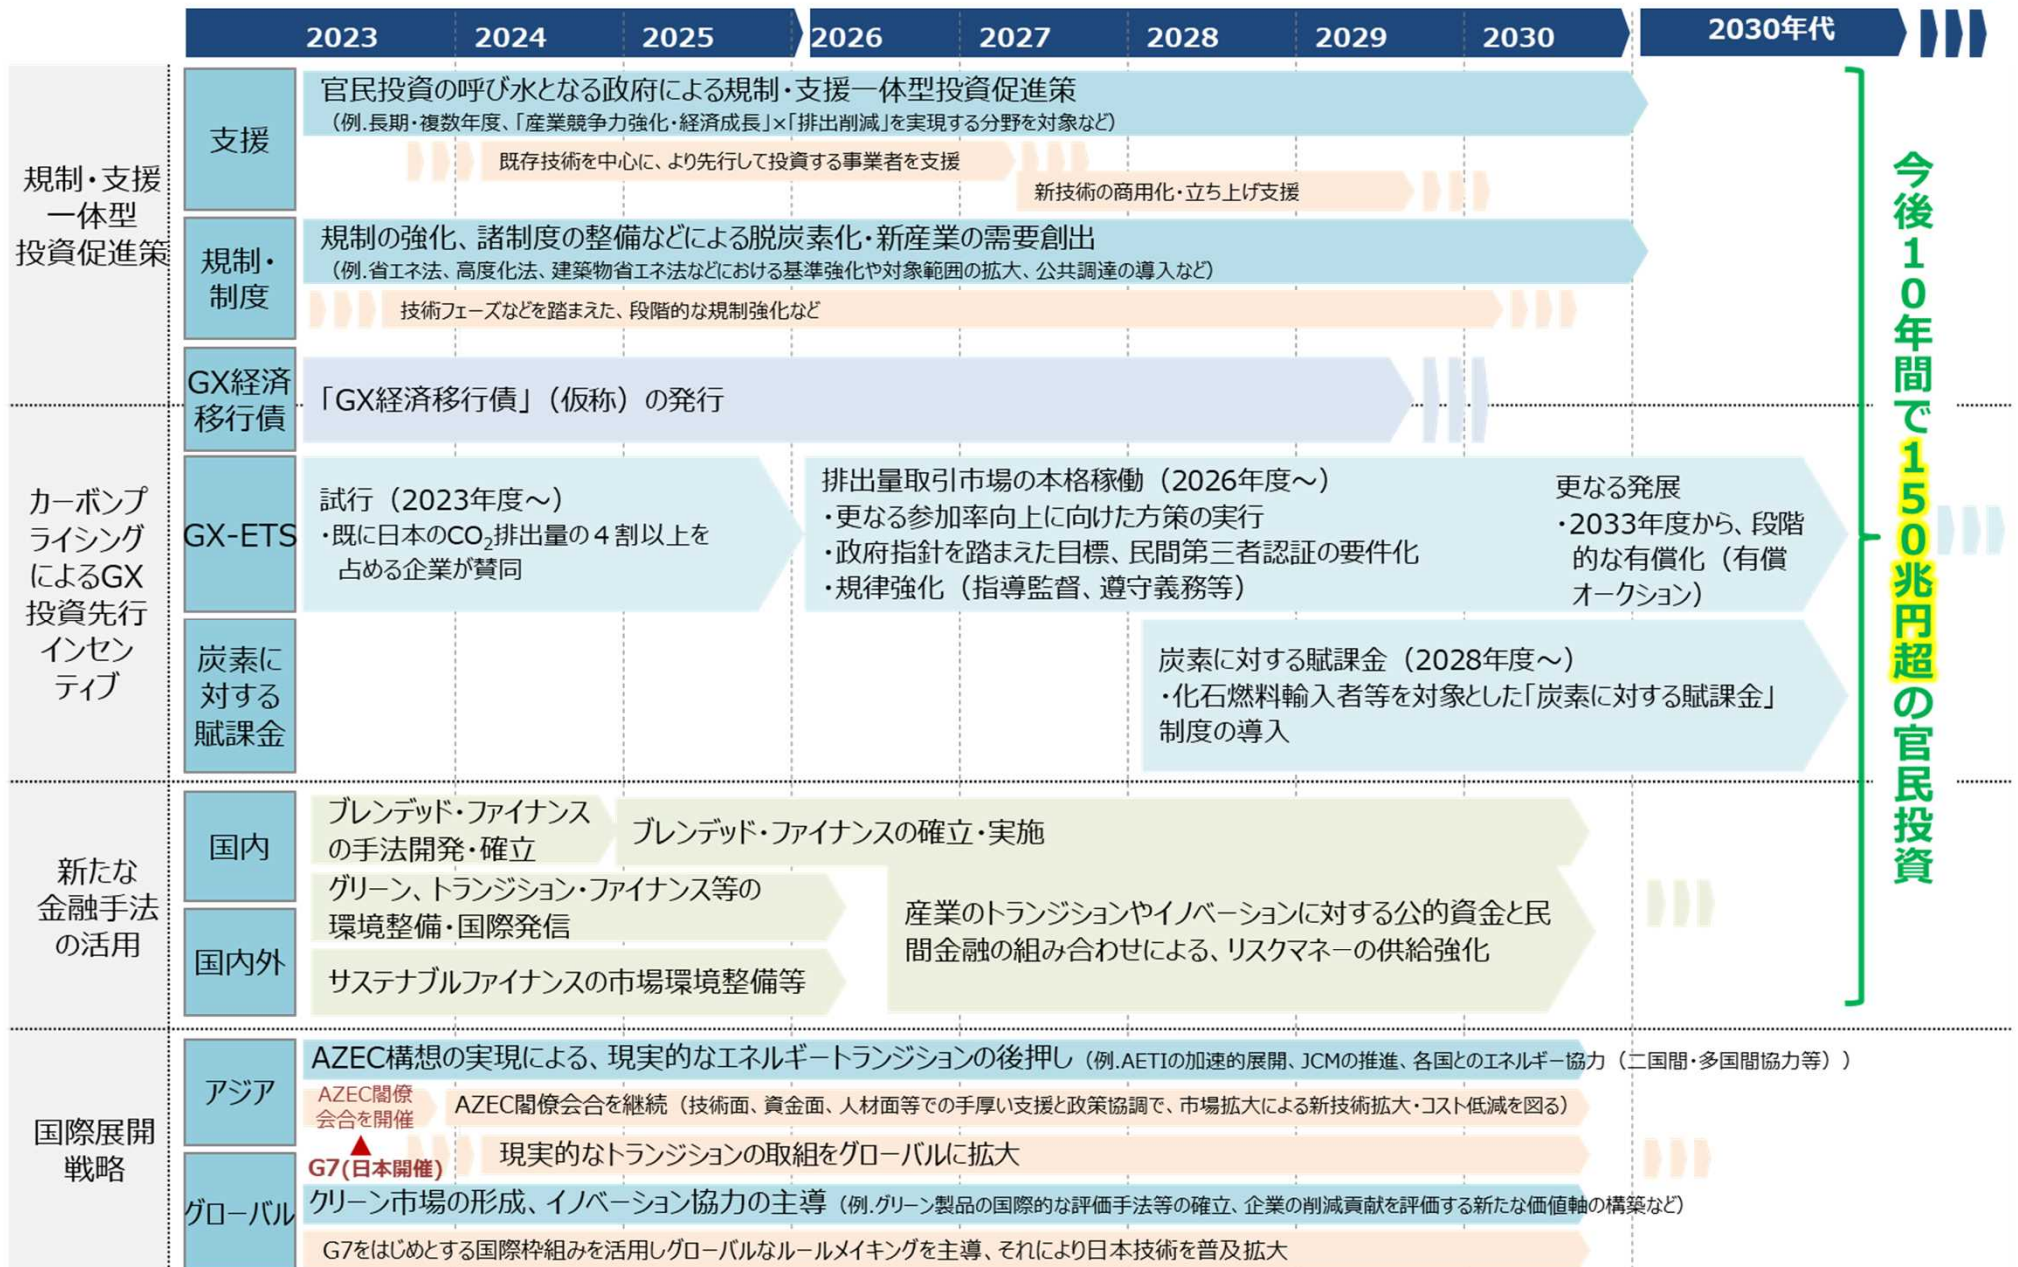 2023 2024 2025 2026 2027 2028 2029 2030 2030年代
規制・支援
一体型
投資促進策
支援
官民投資の呼び水となる政府による規制・支援一体型投資促進策
（例.長期・複数年度、「産業競争力強化・経済成長」×「排出削減」を実現する分野を対象など）
既存技術を中心に、より先行して投資する事業者を支援
新技術の商用化・立ち上げ支援
規制・
制度
規制の強化、諸制度の整備などによる脱炭素化・新産業の需要創出
（例.省エネ法、高度化法、建築物省エネ法などにおける基準強化や対象範囲の拡大、公共調達の導入など）
技術フェーズなどを踏まえた、段階的な規制強化など
GX経済
移行債
「GX経済移行債」（仮称）の発行
カーボンプ
ライシング
によるGX
投資先行
インセン
ティブ
GX-ETS
試行（2023年度～）
・既に日本のCO₂排出量の４割以上を
占める企業が賛同
排出量取引市場の本格稼働（2026年度～）
・更なる参加率向上に向けた方策の実行
・政府指針を踏まえた目標、民間第三者認証の要件化
・規律強化（指導監督、遵守義務等）
更なる発展
・2033年度から、段階
的な有償化（有償
オークション）
炭素に
対する
賦課金
炭素に対する賦課金（2028年度～）
・化石燃料輸入者等を対象とした「炭素に対する賦課金」
制度の導入
新たな
金融手法
の活用
国内
ブレンデッド・ファイナンス
の手法開発・確立
ブレンデッド・ファイナンスの確立・実施
グリーン、トランジション・ファイナンス等の
環境整備・国際発信
国内外
サステナブルファイナンスの市場環境整備等
産業のトランジションやイノベーションに対する公的資金と民
間金融の組み合わせによる、リスクマネーの供給強化
国際展開
戦略
アジア
AZEC構想の実現による、現実的なエネルギートランジションの後押し（例.AETIの加速的展開、JCMの推進、各国とのエネルギー協力（二国間・多国間協力等））
AZEC閣僚
会合を開催
AZEC閣僚会合を継続（技術面、資金面、人材面等での手厚い支援と政策協調で、市場拡大による新技術拡大・コスト低減を図る）
G7(日本開催)
現実的なトランジションの取組をグローバルに拡大
グローバル
クリーン市場の形成、イノベーション協力の主導（例.グリーン製品の国際的な評価手法等の確立、企業の削減貢献を評価する新たな価値軸の構築など）
G7をはじめとする国際枠組みを活用しグローバルなルールメイキングを主導、それにより日本技術を普及拡大
今後１０年間で１５０兆円超の官民投資